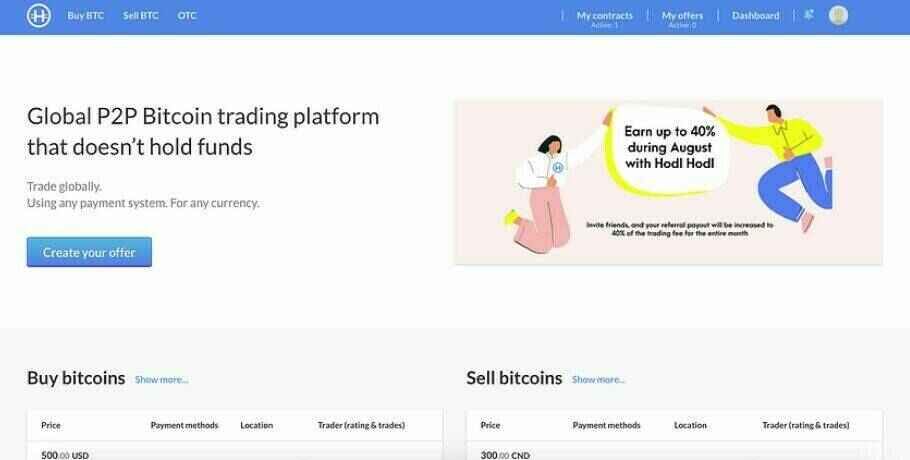 Buy BTC Sell BTC OTC My contracts My offers Dashboard
Active: 1 Active: 0
Global P2P Bitcoin trading platform
that doesn't hold funds
Trade globally.
Using any payment system. For any currency.
Create your offer
Earn up to 40%
during August
with Hodl Hodl
Invite friends, and your referral payout will be increased to
40% of the trading fee for the entire month
Buy bitcoins Show more...
Price Payment methods Location Trader (rating & trades)
500.00 USD
Sell bitcoins Show more...
Price Payment methods Location Trader (rating & trades)
300.00 CND